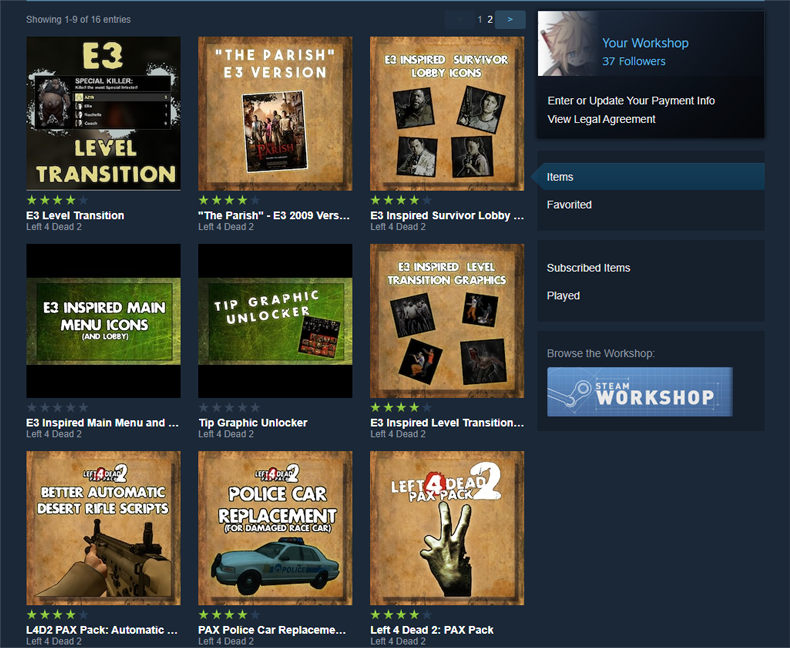 Showing 1-9 of 16 entries
1 2 >
E3
SPECIAL KILLER:
LEVEL
TRANSITION
E3 Level Transition
Left 4 Dead 2
"THE PARISH"
E3 VERSION
THE PARISH
"The Parish" - E3 2009 Vers...
Left 4 Dead 2
E3 INSPIRED SURVIVOR
LOBBY ICONS
E3 Inspired Survivor Lobby ...
Left 4 Dead 2
E3 INSPIRED MAIN
MENU ICONS
(AND LOBBY)
E3 Inspired Main Menu and ...
Left 4 Dead 2
TIP GRAPHIC
UNLOCKER
Tip Graphic Unlocker
Left 4 Dead 2
E3 INSPIRED LEVEL
TRANSITION GRAPHICS
E3 Inspired Level Transition...
Left 4 Dead 2
LEFT 4 DEAD 2
PAX PACK
BETTER AUTOMATIC
DESERT RIFLE SCRIPTS
L4D2 PAX Pack: Automatic ...
Left 4 Dead 2
LEFT 4 DEAD 2
PAX PACK
POLICE CAR
REPLACEMENT
(FOR DAMAGED RACE CAR)
POLICE
PAX Police Car Replaceme...
Left 4 Dead 2
LEFT 4 DEAD 2
PAX PACK
Left 4 Dead 2: PAX Pack
Left 4 Dead 2
Your Workshop
37 Followers
Enter or Update Your Payment Info
View Legal Agreement
Items
Favorited
Subscribed Items
Played
Browse the Workshop:
STEAM
WORKSHOP